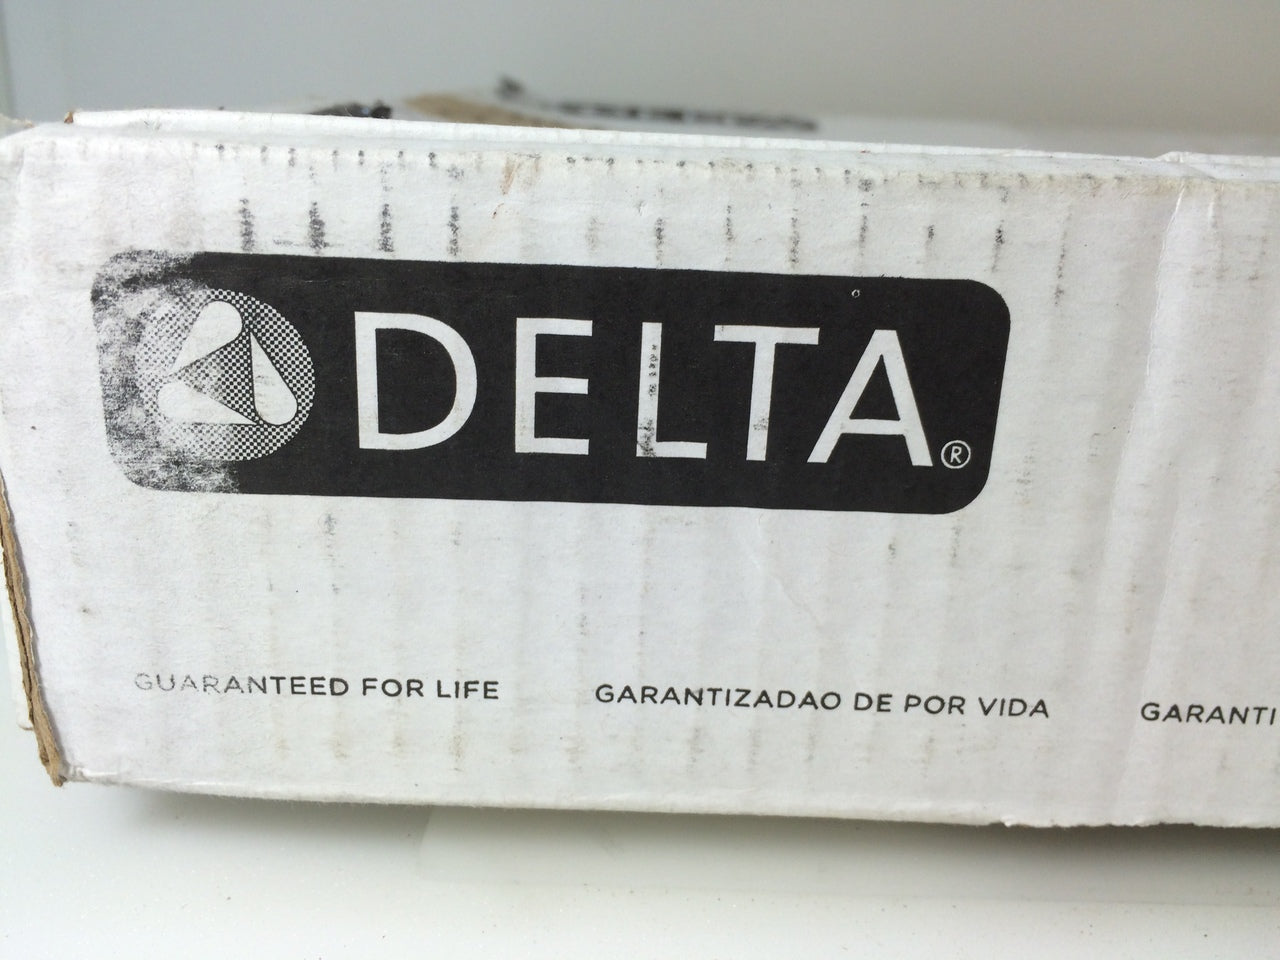 DELTA®
GUARANTEED FOR LIFE GARANTIZADAO DE POR VIDA GARANTI